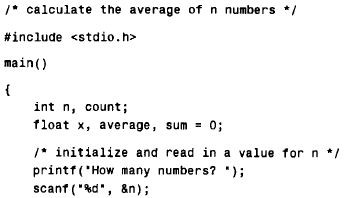 /* calculate the average of n numbers */
#include <stdio.h>
main()
{
int n, count;
float x, average, sum = 0;
/* initialize and read in a value for n */
printf("How many numbers? ");
scanf("%d", &n);